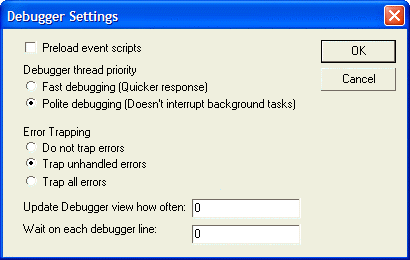 Debugger Settings
Preload event scripts
OK
Debugger thread priority
Cancel
Fast debugging (Quicker response)
Polite debugging (Doesn't interrupt background tasks)
Error Trapping
Do not trap errors
Trap unhandled errors
Trap all errors
Update Debugger view how often: 0
Wait on each debugger line: 0